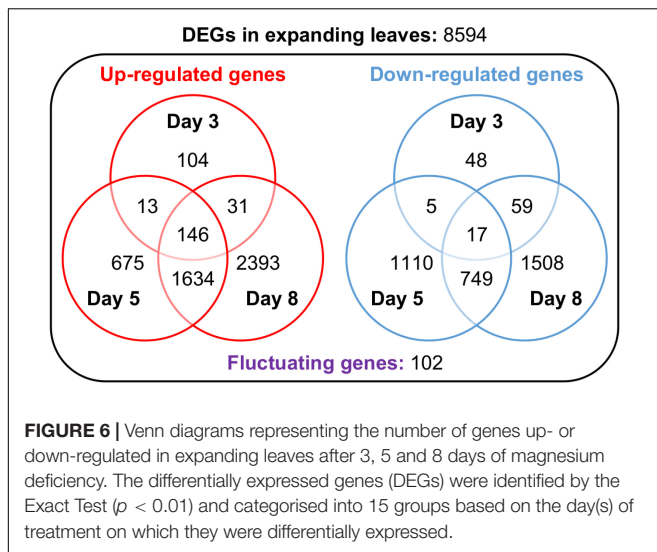 DEGs in expanding leaves: 8594
Up-regulated genes
Down-regulated genes
Day 3
Day 3
104
48
13
31
5
59
146
17
675
2393
1110
1508
1634
749
Day 5
Day 8
Day 5
Day 8
Fluctuating genes: 102
FIGURE 6 | Venn diagrams representing the number of genes up- or
down-regulated in expanding leaves after 3, 5 and 8 days of magnesium
deficiency. The differentially expressed genes (DEGs) were identified by the
Exact Test (p < 0.01) and categorised into 15 groups based on the day(s) of
treatment on which they were differentially expressed.